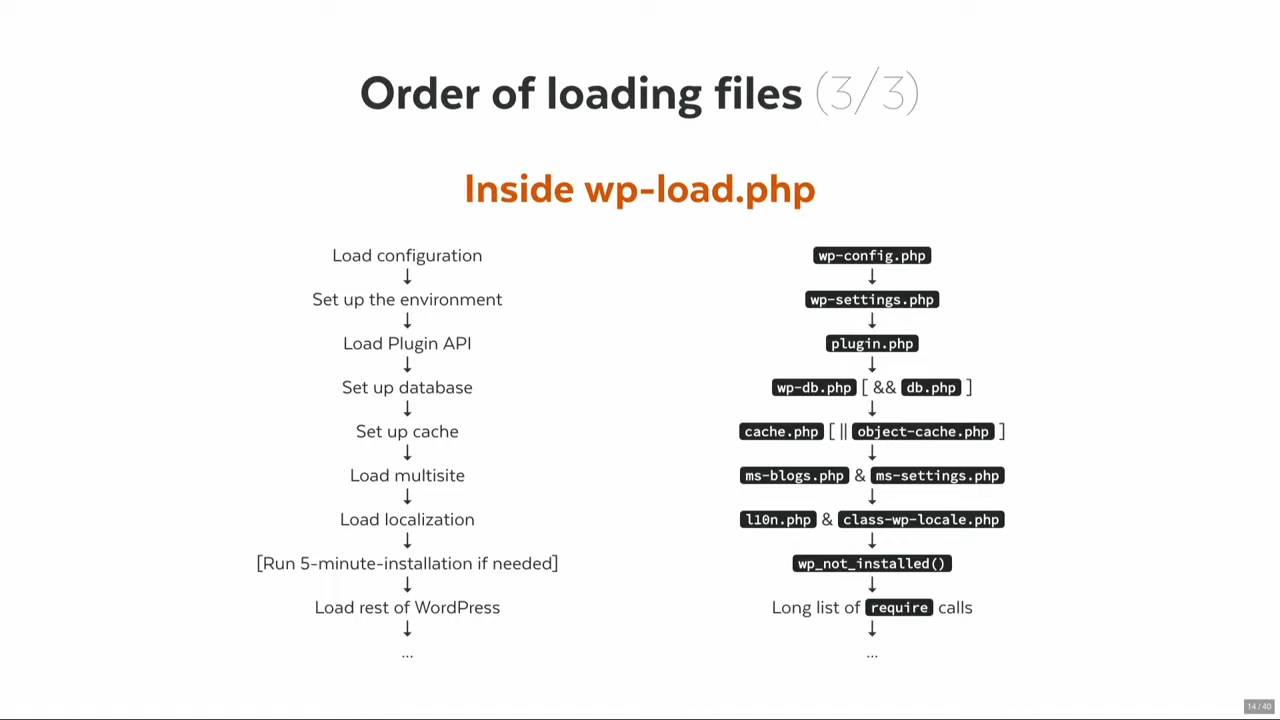 Order of loading files (3/3)
Inside wp-load.php
Load configuration
↓
Set up the environment
↓
Load Plugin API
↓
Set up database
↓
Set up cache
↓
Load multisite
↓
Load localization
↓
[Run 5-minute-installation if needed]
↓
Load rest of WordPress
↓
...
wp-config.php
↓
wp-settings.php
↓
plugin.php
↓
wp-db.php [ && db.php ]
↓
cache.php [ || object-cache.php ]
↓
ms-blogs.php & ms-settings.php
↓
l10n.php & class-wp-locale.php
↓
wp_not_installed()
↓
Long list of require calls
↓
...
14 / 40